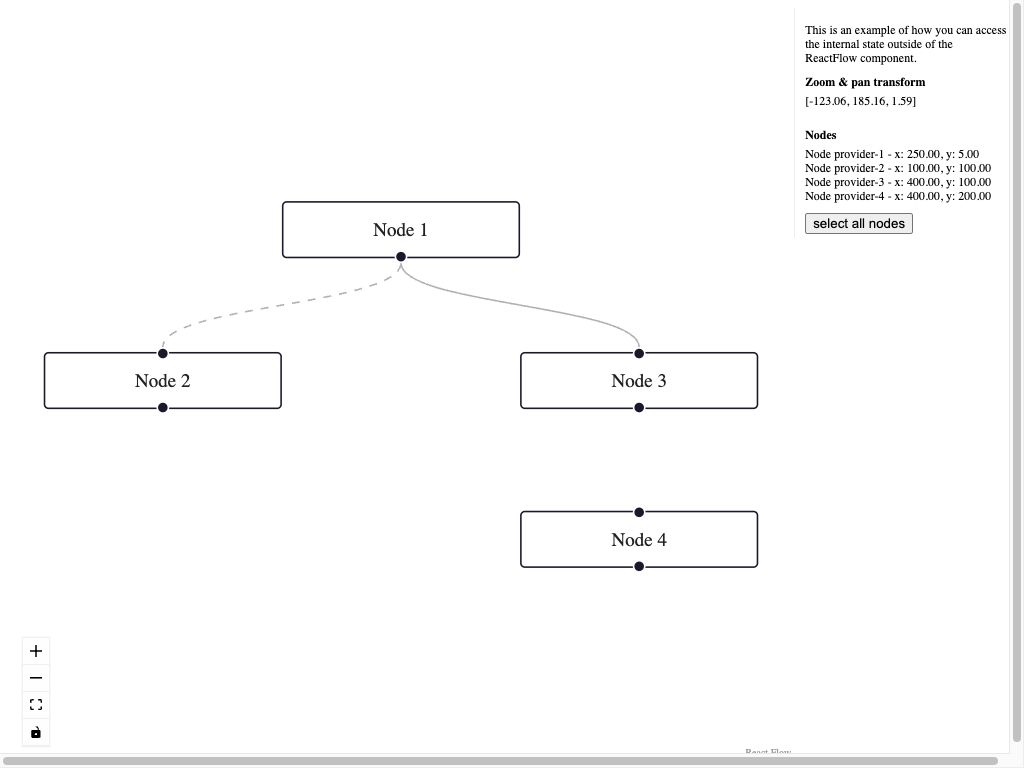 This is an example of how you can access
the internal state outside of the
ReactFlow component.
Zoom & pan transform
[-123.06, 185.16, 1.59]
Nodes
Node provider-1 - x: 250.00, y: 5.00
Node provider-2 - x: 100.00, y: 100.00
Node provider-3 - x: 400.00, y: 100.00
Node provider-4 - x: 400.00, y: 200.00
select all nodes
Node 1
Node 2
Node 3
Node 4
React Flow